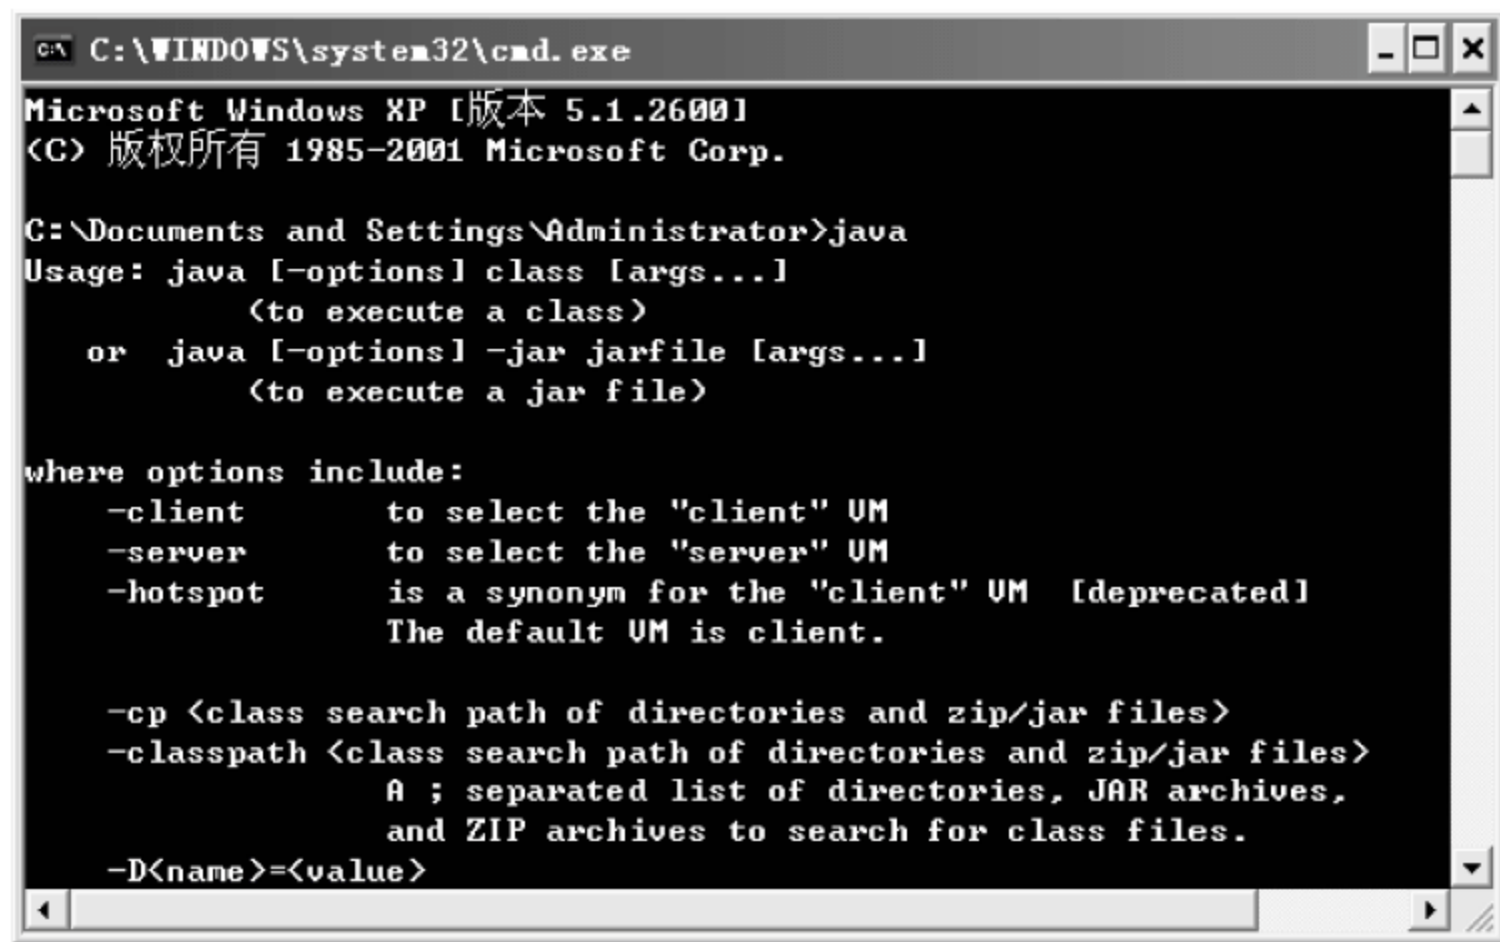 C:\WINDOWS\system32\cmd.exe
Microsoft Windows XP [版本 5.1.2600]
(C) 版权所有 1985-2001 Microsoft Corp.
C:\Documents and Settings\Administrator>java
Usage: java [-options] class [args...]
(to execute a class)
or java [-options] -jar jarfile [args...]
(to execute a jar file)
where options include:
-client to select the "client" VM
-server to select the "server" VM
-hotspot is a synonym for the "client" VM [deprecated]
The default VM is client.
-cp <class search path of directories and zip/jar files>
-classpath <class search path of directories and zip/jar files>
A ; separated list of directories, JAR archives,
and ZIP archives to search for class files.
-D<name>=<value>